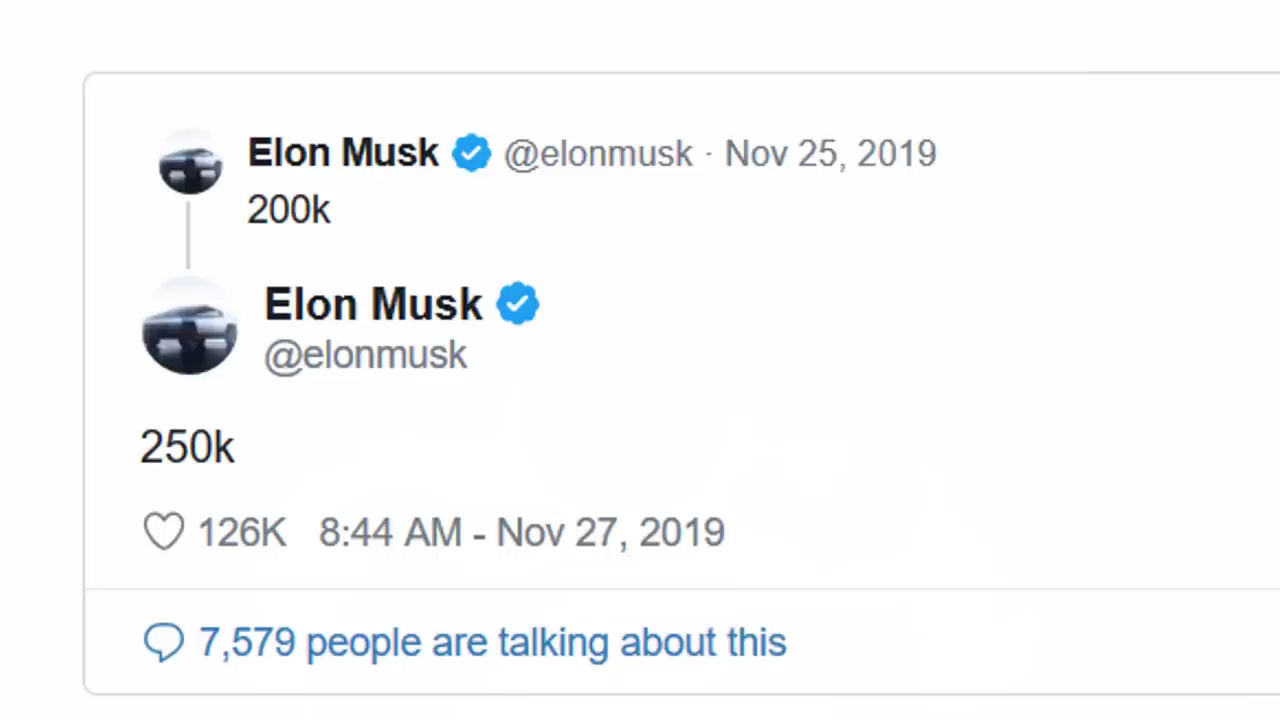 Elon Musk @elonmusk · Nov 25, 2019
200k
Elon Musk
@elonmusk
250k
126K 8:44 AM - Nov 27, 2019
7,579 people are talking about this